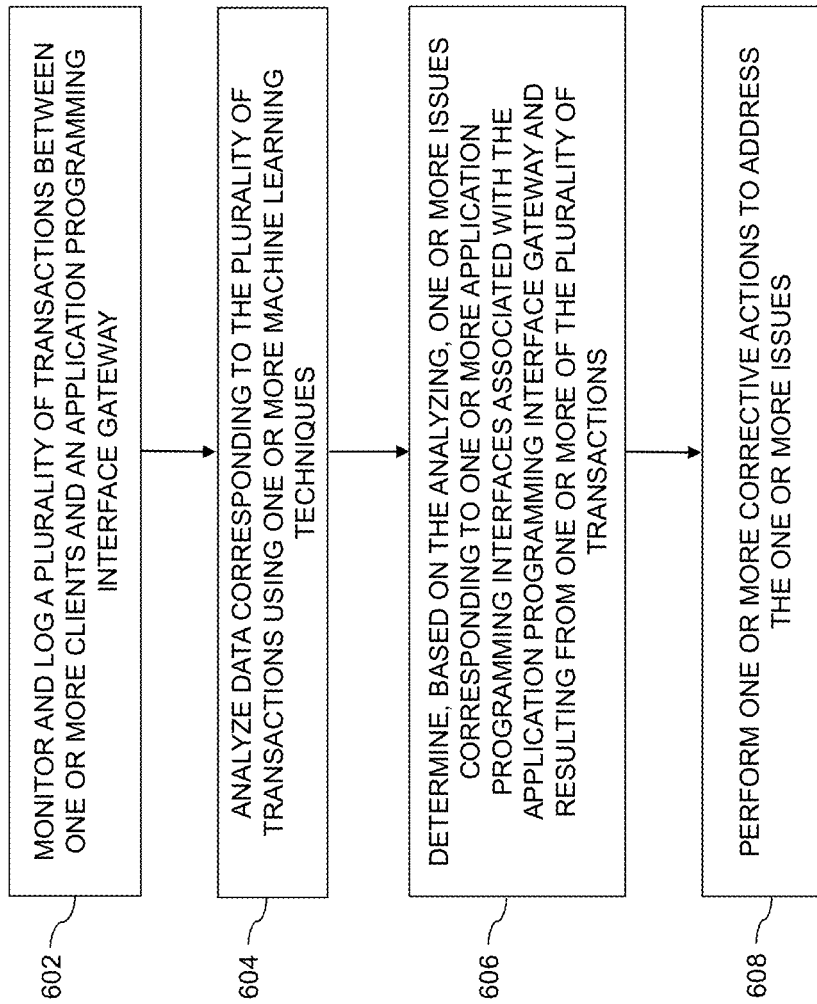 602
MONITOR AND LOG A PLURALITY OF TRANSACTIONS BETWEEN
ONE OR MORE CLIENTS AND AN APPLICATION PROGRAMMING
INTERFACE GATEWAY
604
ANALYZE DATA CORRESPONDING TO THE PLURALITY OF
TRANSACTIONS USING ONE OR MORE MACHINE LEARNING
TECHNIQUES
606
DETERMINE, BASED ON THE ANALYZING, ONE OR MORE ISSUES
CORRESPONDING TO ONE OR MORE APPLICATION
PROGRAMMING INTERFACES ASSOCIATED WITH THE
APPLICATION PROGRAMMING INTERFACE GATEWAY AND
RESULTING FROM ONE OR MORE OF THE PLURALITY OF
TRANSACTIONS
608
PERFORM ONE OR MORE CORRECTIVE ACTIONS TO ADDRESS
THE ONE OR MORE ISSUES